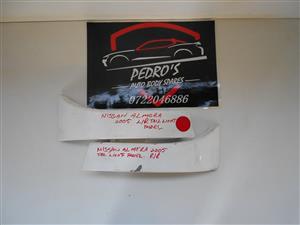 PEDRO'S
AUTO BODY SPARES
0722046886
NISSAN ALMERA
2005 L/R TAIL LIGHT
PANEL
NISSAN ALMERA 2005
TAIL LIGHT PANEL R/R